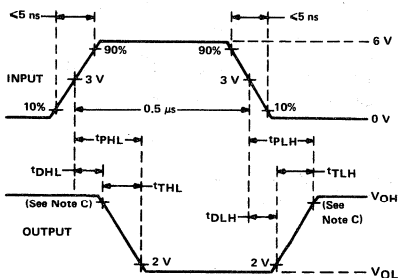 ≤5 ns
≤5 ns
6 V
90%
90%
INPUT
3 V
3 V
10%
10%
0.5 μs
0 V
tPHL
tPLH
tDHL
tTLH
tTHL
VOH
(See Note C)
(See
Note C)
OUTPUT
tDLH
2 V
2 V
VOL